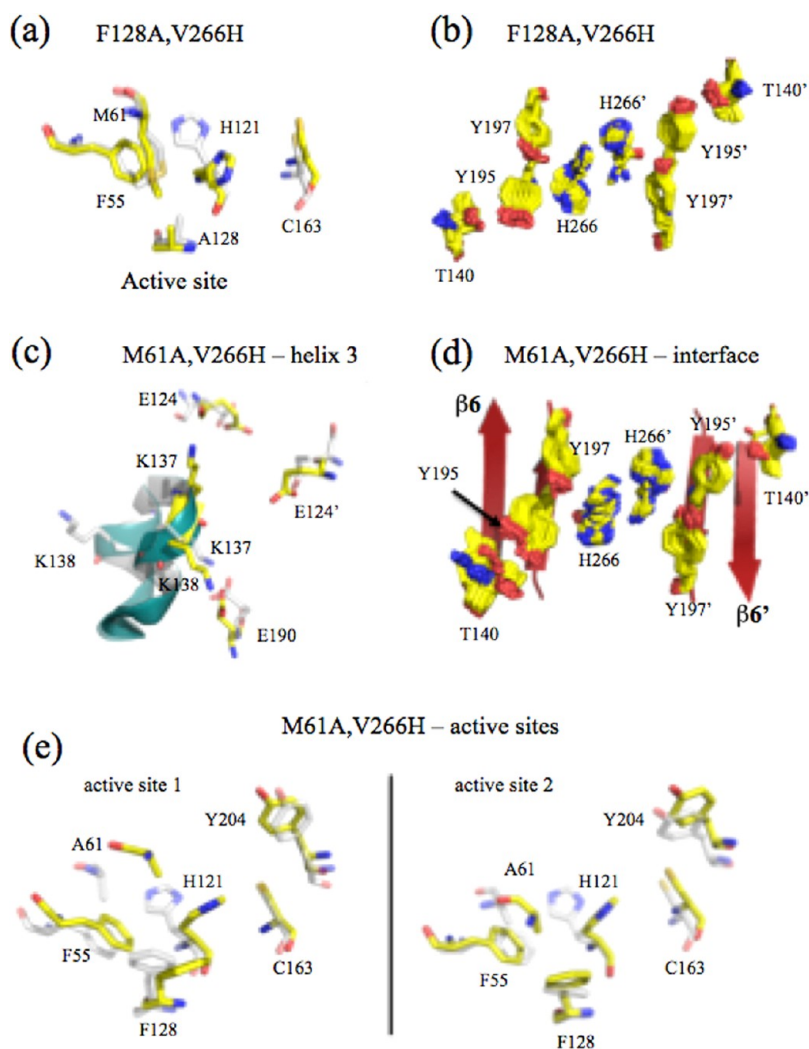 (a) F128A,V266H
M61
H121
F55
A128
C163
Active site
(b) F128A,V266H
T140'
H266'
Y197
Y195'
Y195
Y197'
H266
T140
(c) M61A,V266H – helix 3
E124
K137
E124'
K138
K137
K138
E190
(d) M61A,V266H – interface
β6
Y195'
Y197
H266'
Y195
T140'
H266
Y197'
T140
β6'
M61A,V266H – active sites
(e)
active site 1
Y204
A61
H121
F55
C163
F128
active site 2
Y204
A61
H121
F55
C163
F128